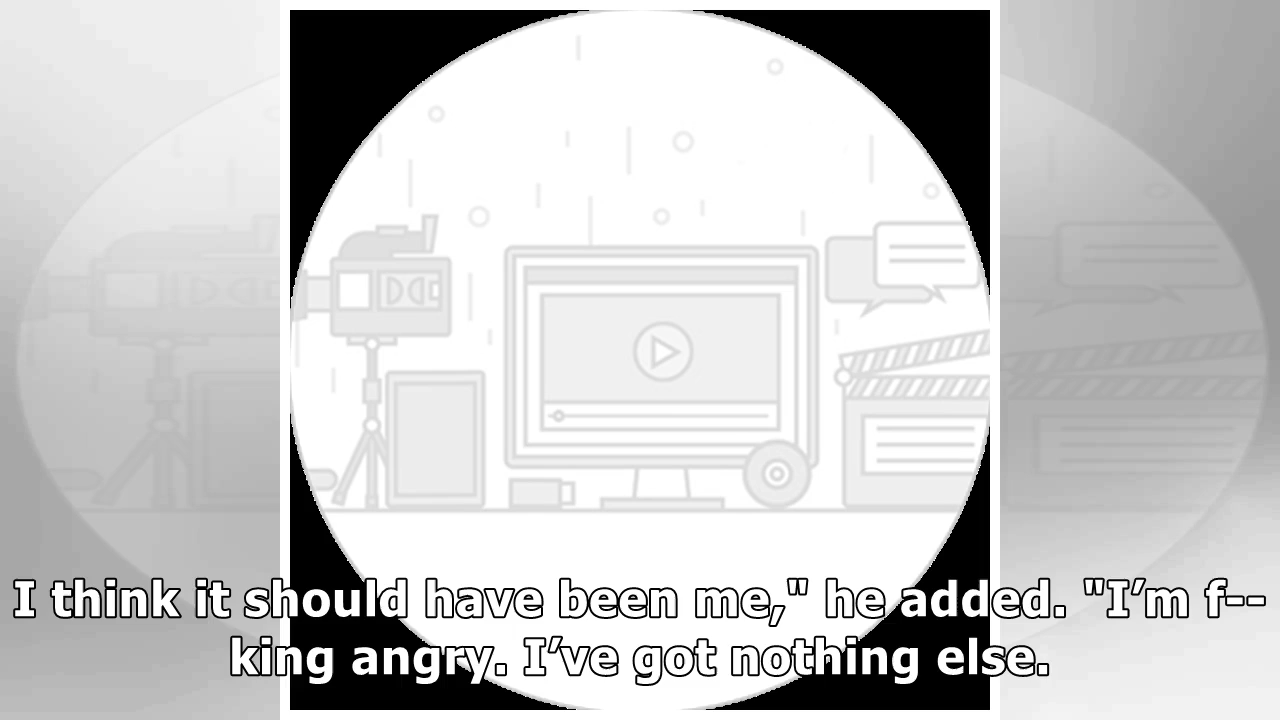 I think it should have been me," he added. "I’m f--
king angry. I’ve got nothing else.